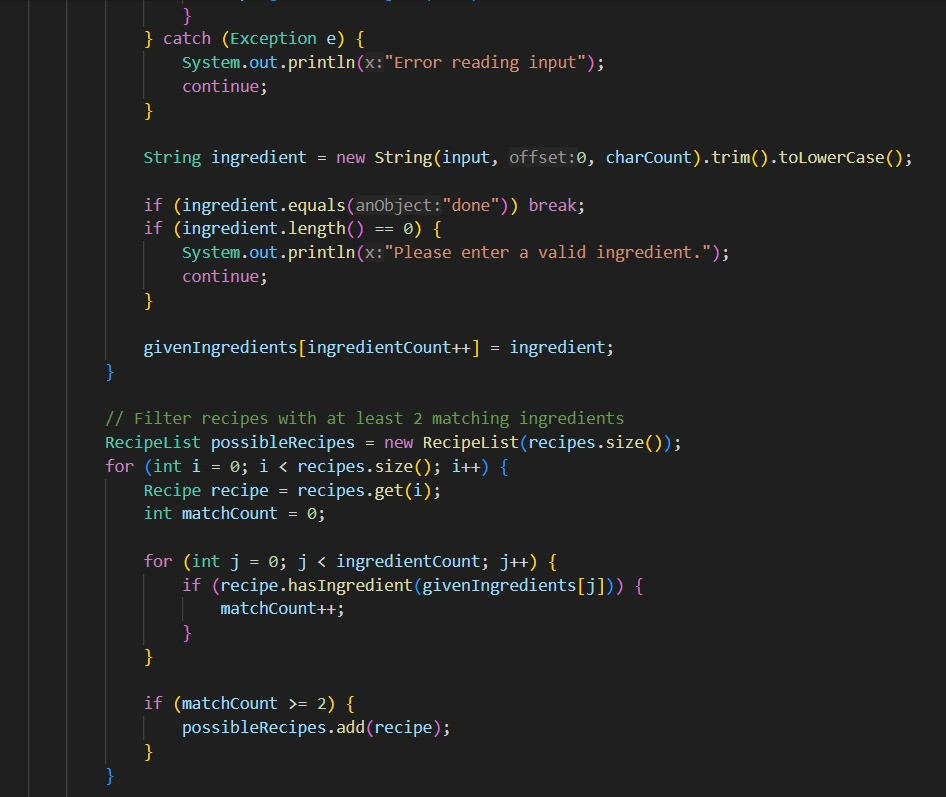 }
} catch (Exception e) {
System.out.println(x:"Error reading input");
continue;
}
String ingredient = new String(input, offset:0, charCount).trim().toLowerCase();
if (ingredient.equals(anObject:"done")) break;
if (ingredient.length() == 0) {
System.out.println(x:"Please enter a valid ingredient.");
continue;
}
givenIngredients[ingredientCount++] = ingredient;
}
// Filter recipes with at least 2 matching ingredients
RecipeList possibleRecipes = new RecipeList(recipes.size());
for (int i = 0; i < recipes.size(); i++) {
Recipe recipe = recipes.get(i);
int matchCount = 0;
for (int j = 0; j < ingredientCount; j++) {
if (recipe.hasIngredient(givenIngredients[j])) {
matchCount++;
}
}
if (matchCount >= 2) {
possibleRecipes.add(recipe);
}
}